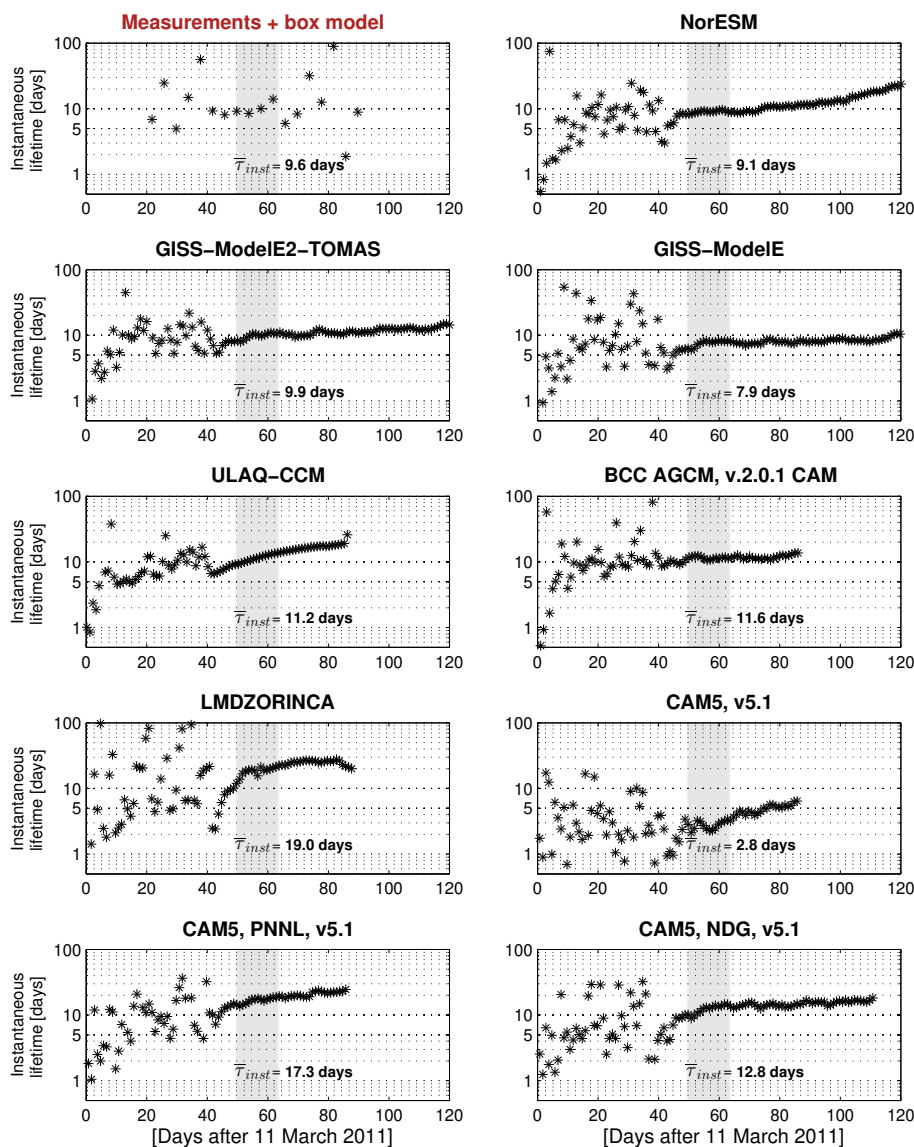 Measurements + box model
NorESM
Instantaneous
lifetime [days]
100
10
5
1
τ̅inst= 9.6 days
0 20 40 60 80 100 120
100
10
5
1
τ̅inst= 9.1 days
0 20 40 60 80 100 120
GISS−ModelE2−TOMAS
GISS−ModelE
Instantaneous
lifetime [days]
100
10
5
1
τ̅inst= 9.9 days
0 20 40 60 80 100 120
100
10
5
1
τ̅inst= 7.9 days
0 20 40 60 80 100 120
ULAQ−CCM
BCC AGCM, v.2.0.1 CAM
Instantaneous
lifetime [days]
100
10
5
1
τ̅inst= 11.2 days
0 20 40 60 80 100 120
100
10
5
1
τ̅inst= 11.6 days
0 20 40 60 80 100 120
LMDZORINCA
CAM5, v5.1
Instantaneous
lifetime [days]
100
10
5
1
τ̅inst= 19.0 days
0 20 40 60 80 100 120
100
10
5
1
τ̅inst= 2.8 days
0 20 40 60 80 100 120
CAM5, PNNL, v5.1
CAM5, NDG, v5.1
Instantaneous
lifetime [days]
100
10
5
1
τ̅inst= 17.3 days
0 20 40 60 80 100 120
[Days after 11 March 2011]
100
10
5
1
τ̅inst= 12.8 days
0 20 40 60 80 100 120
[Days after 11 March 2011]